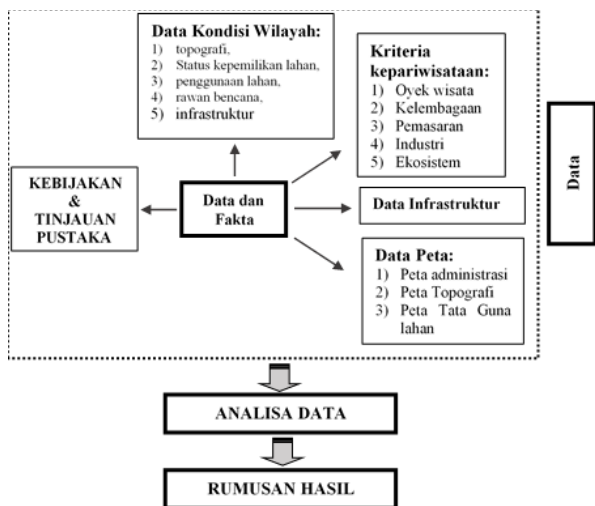 Data Kondisi Wilayah:
1) topografi,
2) Status kepemilikan lahan,
3) penggunaan lahan,
4) rawan bencana,
5) infrastruktur
Kriteria
kepariwisataan:
1) Oyek wisata
2) Kelembagaan
3) Pemasaran
4) Industri
5) Ekosistem
Data
KEBIJAKAN
&
TINJAUAN
PUSTAKA
Data dan
Fakta
Data Infrastruktur
Data Peta:
1) Peta administrasi
2) Peta Topografi
3) Peta Tata Guna
lahan
ANALISA DATA
RUMUSAN HASIL